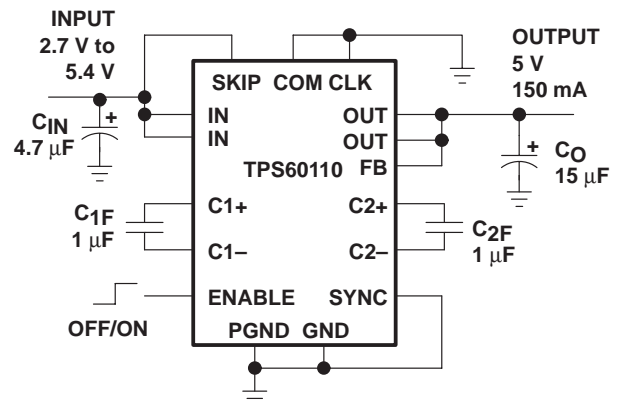 INPUT
2.7 V to
5.4 V
OUTPUT
5 V
150 mA
SKIP COM CLK
IN
IN
OUT
OUT
TPS60110 FB
CIN
4.7 μF
+
CO
15 μF
+
C1F
1 μF
C1+
C1–
C2+
C2–
C2F
1 μF
ENABLE
SYNC
OFF/ON
PGND GND